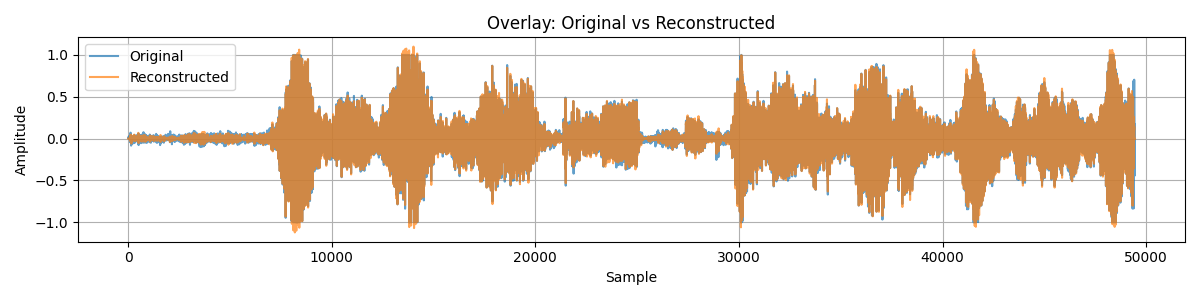 Overlay: Original vs Reconstructed
Original
Reconstructed
Amplitude
1.0
0.5
0.0
−0.5
−1.0
0 10000 20000 30000 40000 50000
Sample